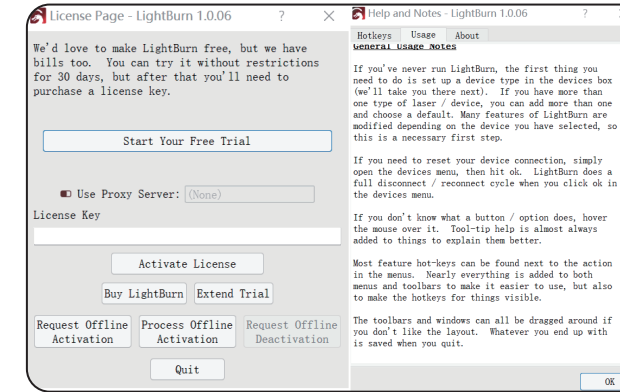 License Page - LightBurn 1.0.06 ?
We'd love to make LightBurn free, but we have
bills too. You can try it without restrictions
for 30 days, but after that you'll need to
purchase a license key.
Start Your Free Trial
Use Proxy Server: (None)
License Key
Activate License
Buy LightBurn Extend Trial
Request Offline Activation
Process Offline Activation
Request Offline Deactivation
Quit
Help and Notes - LightBurn 1.0.06 ?
Hotkeys Usage About
General Usage Notes
If you've never run LightBurn, the first thing you
need to do is set up a device type in the devices box
(we'll take you there next). If you have more than
one type of laser / device, you can add more than one
and choose a default. Many features of LightBurn are
modified depending on the device you have selected, so
this is a necessary first step.
If you need to reset your device connection, simply
open the devices menu, then hit ok. LightBurn does a
full disconnect / reconnect cycle when you click ok in
the devices menu.
If you don't know what a button / option does, hover
the mouse over it. Tool-tip help is almost always
added to things to explain them better.
Most feature hot-keys can be found next to the action
in the menus. Nearly everything is added to both
menus and toolbars to make it easier to use, but also
to make the hotkeys for things visible.
The toolbars and windows can all be dragged around if
you don't like the layout. Whatever you end up with
is saved when you quit.
OK